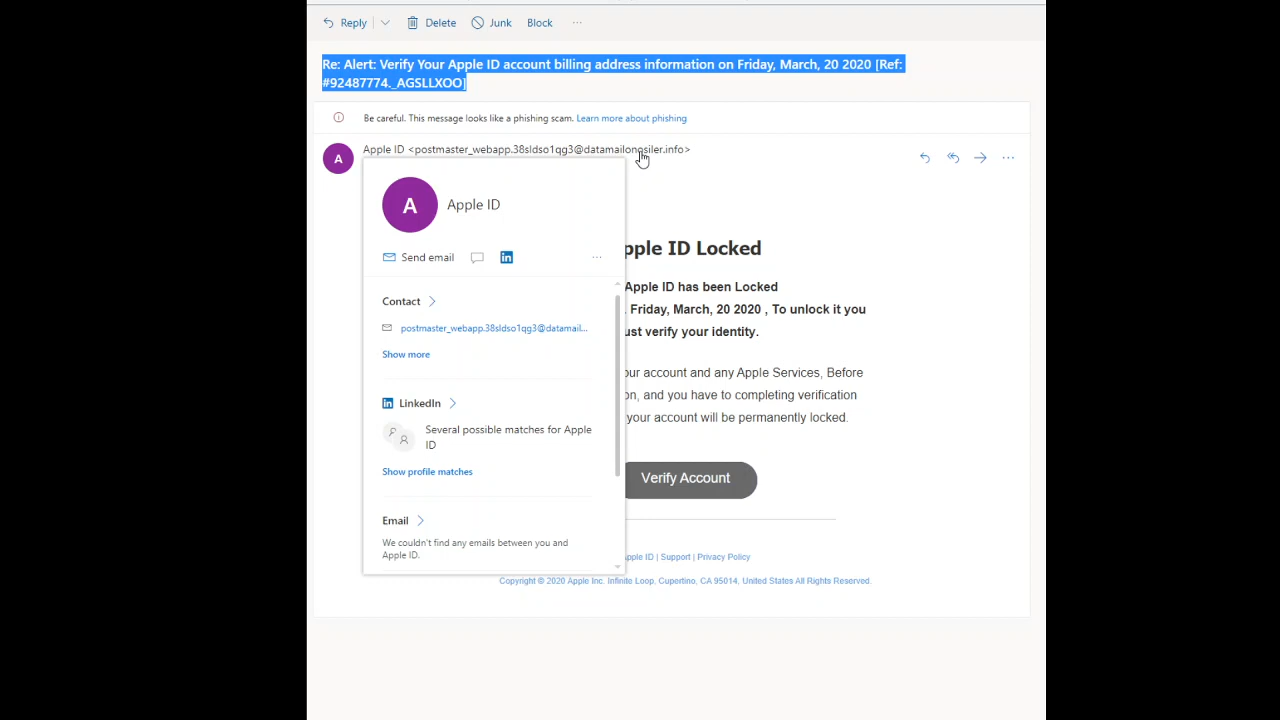 Reply
Delete
Junk
Block
Re: Alert: Verify Your Apple ID account billing address information on Friday, March, 20 2020 [Ref:
#92487774._AGSLLXOO]
Be careful. This message looks like a phishing scam. Learn more about phishing
A
Apple ID <postmaster_webapp.38sldso1qg3@datamailongsiler.info>
A
Apple ID
Send email
Contact
postmaster_webapp.38sldso1qg3@datamail...
Show more
LinkedIn
Several possible matches for Apple
ID
Show profile matches
Email
We couldn't find any emails between you and
Apple ID.
pple ID Locked
Apple ID has been Locked
Friday, March, 20 2020 , To unlock it you
ust verify your identity.
our account and any Apple Services, Before
on, and you have to completing verification
your account will be permanently locked.
Verify Account
pple ID | Support | Privacy Policy
Copyright © 2020 Apple Inc. Infinite Loop, Cupertino, CA 95014, United States All Rights Reserved.